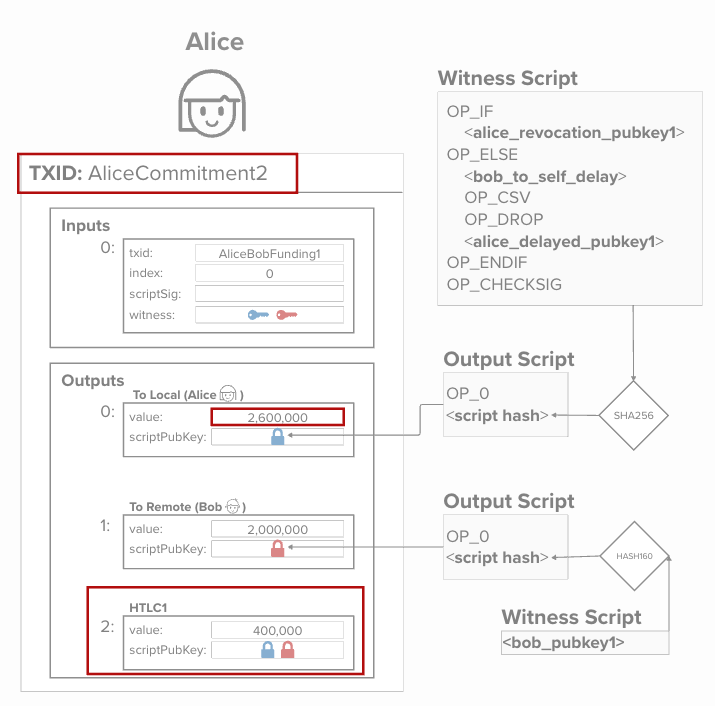 Alice
TXID: AliceCommitment2
Inputs
0:
txid: AliceBobFunding1
index: 0
scriptSig:
witness:
Outputs
To Local (Alice )
0:
value: 2,600,000
scriptPubKey:
To Remote (Bob )
1:
value: 2,000,000
scriptPubKey:
HTLC1
2:
value: 400,000
scriptPubKey:
Witness Script
OP_IF
<alice_revocation_pubkey1>
OP_ELSE
<bob_to_self_delay>
OP_CSV
OP_DROP
<alice_delayed_pubkey1>
OP_ENDIF
OP_CHECKSIG
Output Script
OP_0
<script hash>
SHA256
Output Script
OP_0
<script hash>
HASH160
Witness Script
<bob_pubkey1>